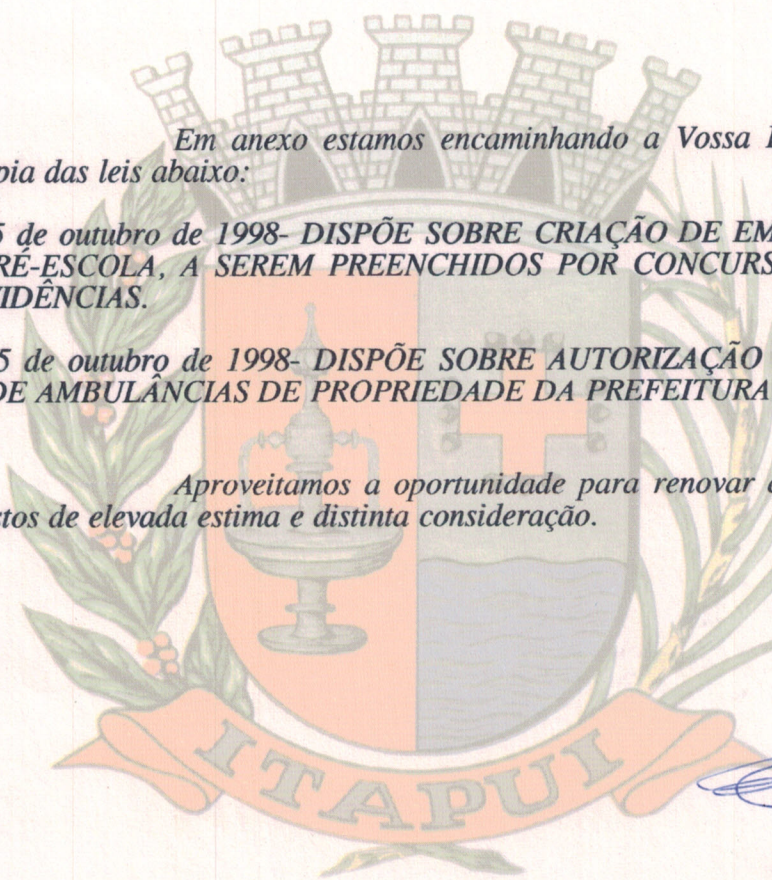 Em anexo estamos encaminhando a Vossa
pia das leis abaixo:
5 de outubro de 1998- DISPÕE SOBRE CRIAÇÃO DE EM
RÉ-ESCOLA, A SEREM PREENCHIDOS POR CONCURS
VIDÊNCIAS.
5 de outubro de 1998- DISPÕE SOBRE AUTORIZAÇÃO
DE AMBULÂNCIAS DE PROPRIEDADE DA PREFEITURA
Aproveitamos a oportunidade para renovar
tos de elevada estima e distinta consideração.
ITAPUI